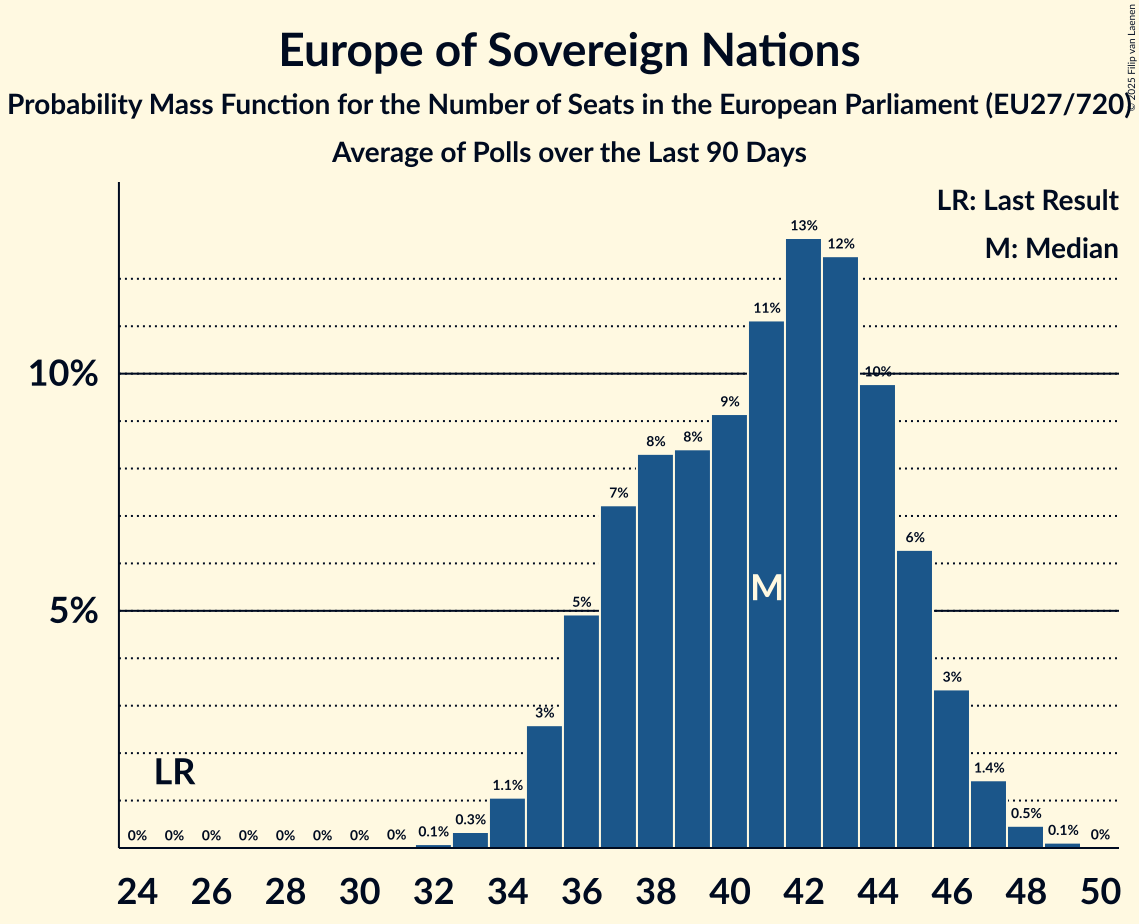 Europe of Sovereign Nations
Probability Mass Function for the Number of Seats in the European Parliament (EU27/720)
Average of Polls over the Last 90 Days
© 2025 Filip van Laenen
LR: Last Result
M: Median
13%
12%
11%
10%
10%
9%
8%
8%
7%
6%
M
5%
5%
3%
3%
LR
1.4%
1.1%
0.5%
0.3%
0.1%
0.1%
0% 0% 0% 0% 0% 0% 0% 0% 0%
24 26 28 30 32 34 36 38 40 42 44 46 48 50